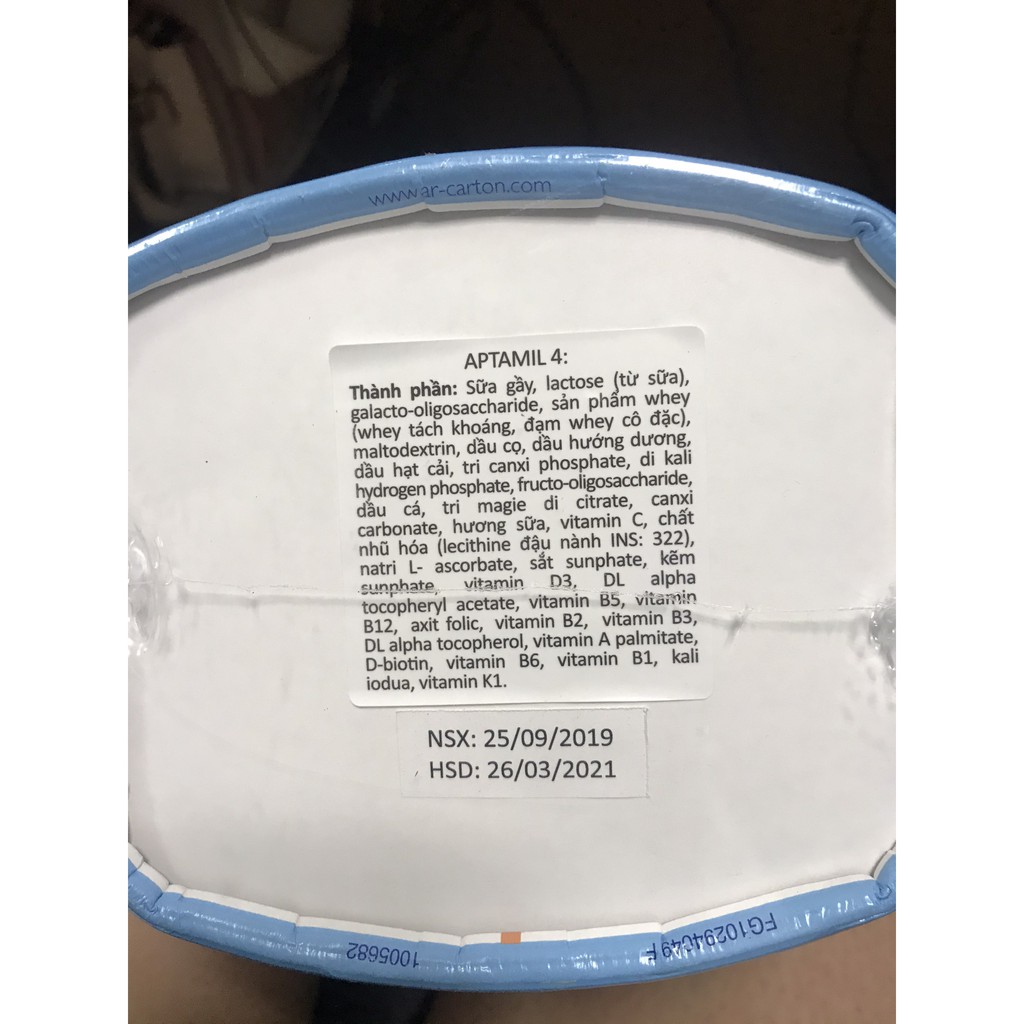 www.ar-carton.com
APTAMIL 4:
Thành phần: Sữa gầy, lactose (từ sữa),
galacto-oligosaccharide, sản phẩm whey
(whey tách khoáng, đạm whey cô đặc),
maltodextrin, dầu cọ, dầu hướng dương,
dầu hạt cải, tri canxi phosphate, di kali
hydrogen phosphate, fructo-oligosaccharide,
dầu cá, tri magie di citrate, canxi
carbonate, hương sữa, vitamin C, chất
nhũ hóa (lecithine đậu nành INS: 322),
natri L- ascorbate, sắt sunphate, kẽm
sunphate, vitamin D3, DL alpha
tocopheryl acetate, vitamin B5, vitamin
B12, axit folic, vitamin B2, vitamin B3,
DL alpha tocopherol, vitamin A palmitate,
D-biotin, vitamin B6, vitamin B1, kali
iodua, vitamin K1.
NSX: 25/09/2019
HSD: 26/03/2021
1005682